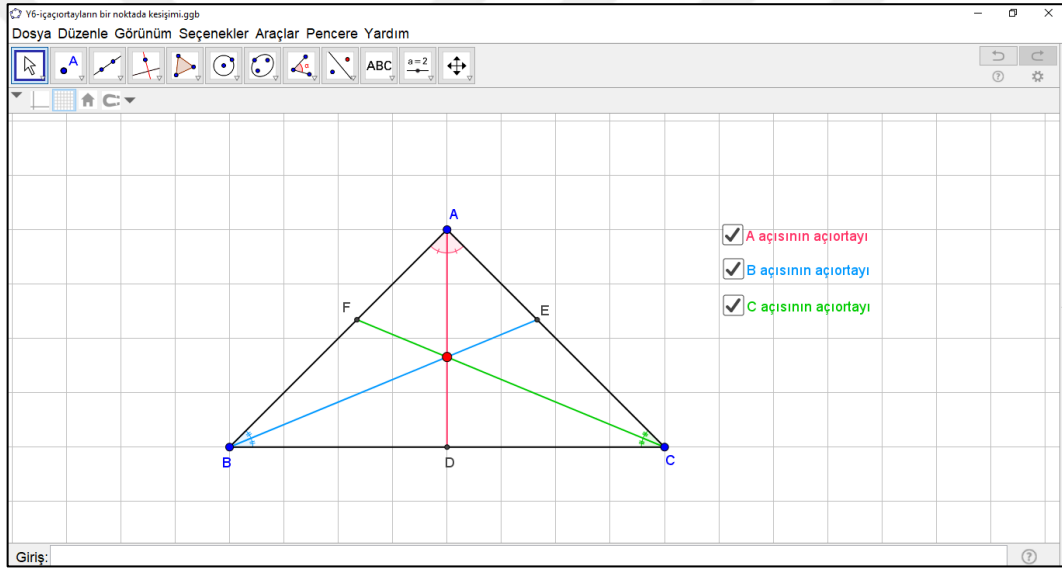 Y6-içaçıortayların bir noktada kesişimi.ggb
Dosya Düzenle Görünüm Seçenekler Araçlar Pencere Yardım
A ABC a=2
A
A açısının açıortayı
B açısının açıortayı
C açısının açıortayı
F
E
B
D
C
Giriş: